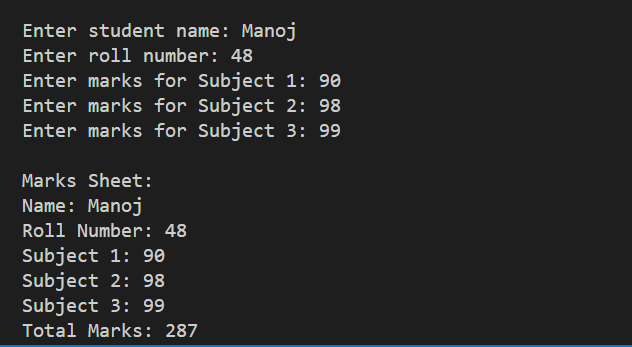 Enter student name: Manoj
Enter roll number: 48
Enter marks for Subject 1: 90
Enter marks for Subject 2: 98
Enter marks for Subject 3: 99
Marks Sheet:
Name: Manoj
Roll Number: 48
Subject 1: 90
Subject 2: 98
Subject 3: 99
Total Marks: 287